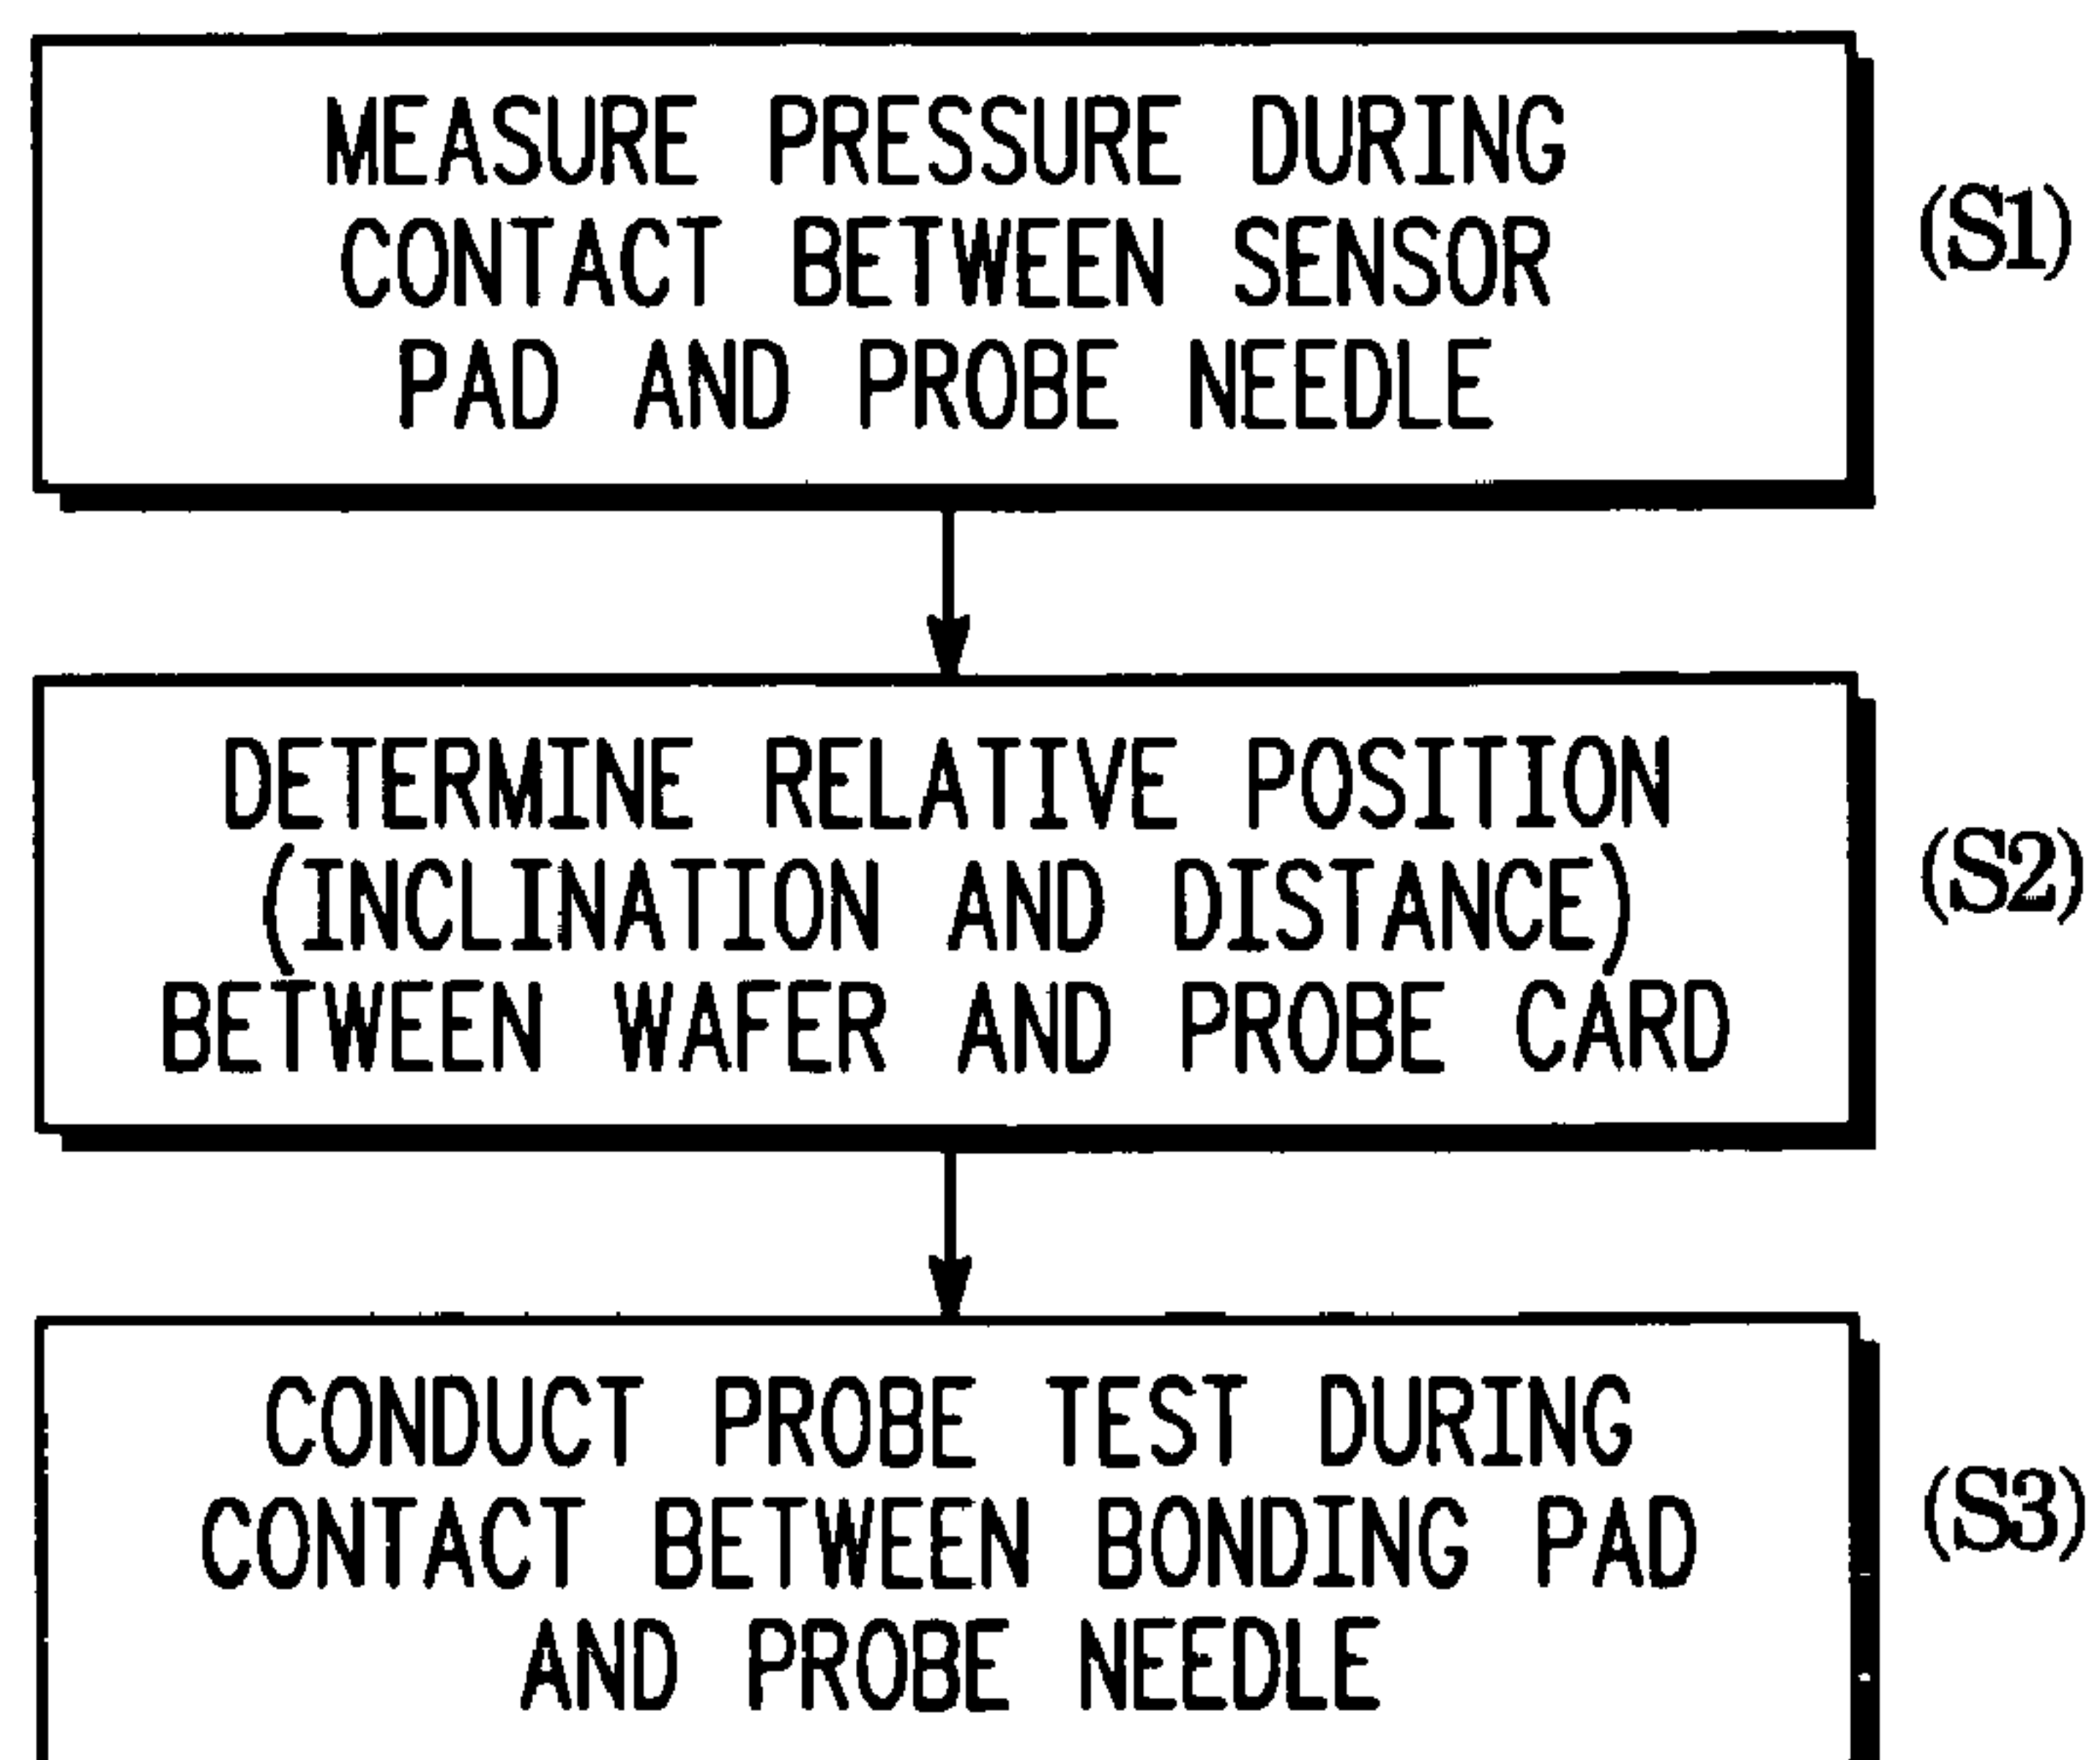 MEASURE PRESSURE DURING
CONTACT BETWEEN SENSOR
PAD AND PROBE NEEDLE
(S1)
DETERMINE RELATIVE POSITION
(INCLINATION AND DISTANCE)
BETWEEN WAFER AND PROBE CARD
(S2)
CONDUCT PROBE TEST DURING
CONTACT BETWEEN BONDING PAD
AND PROBE NEEDLE
(S3)